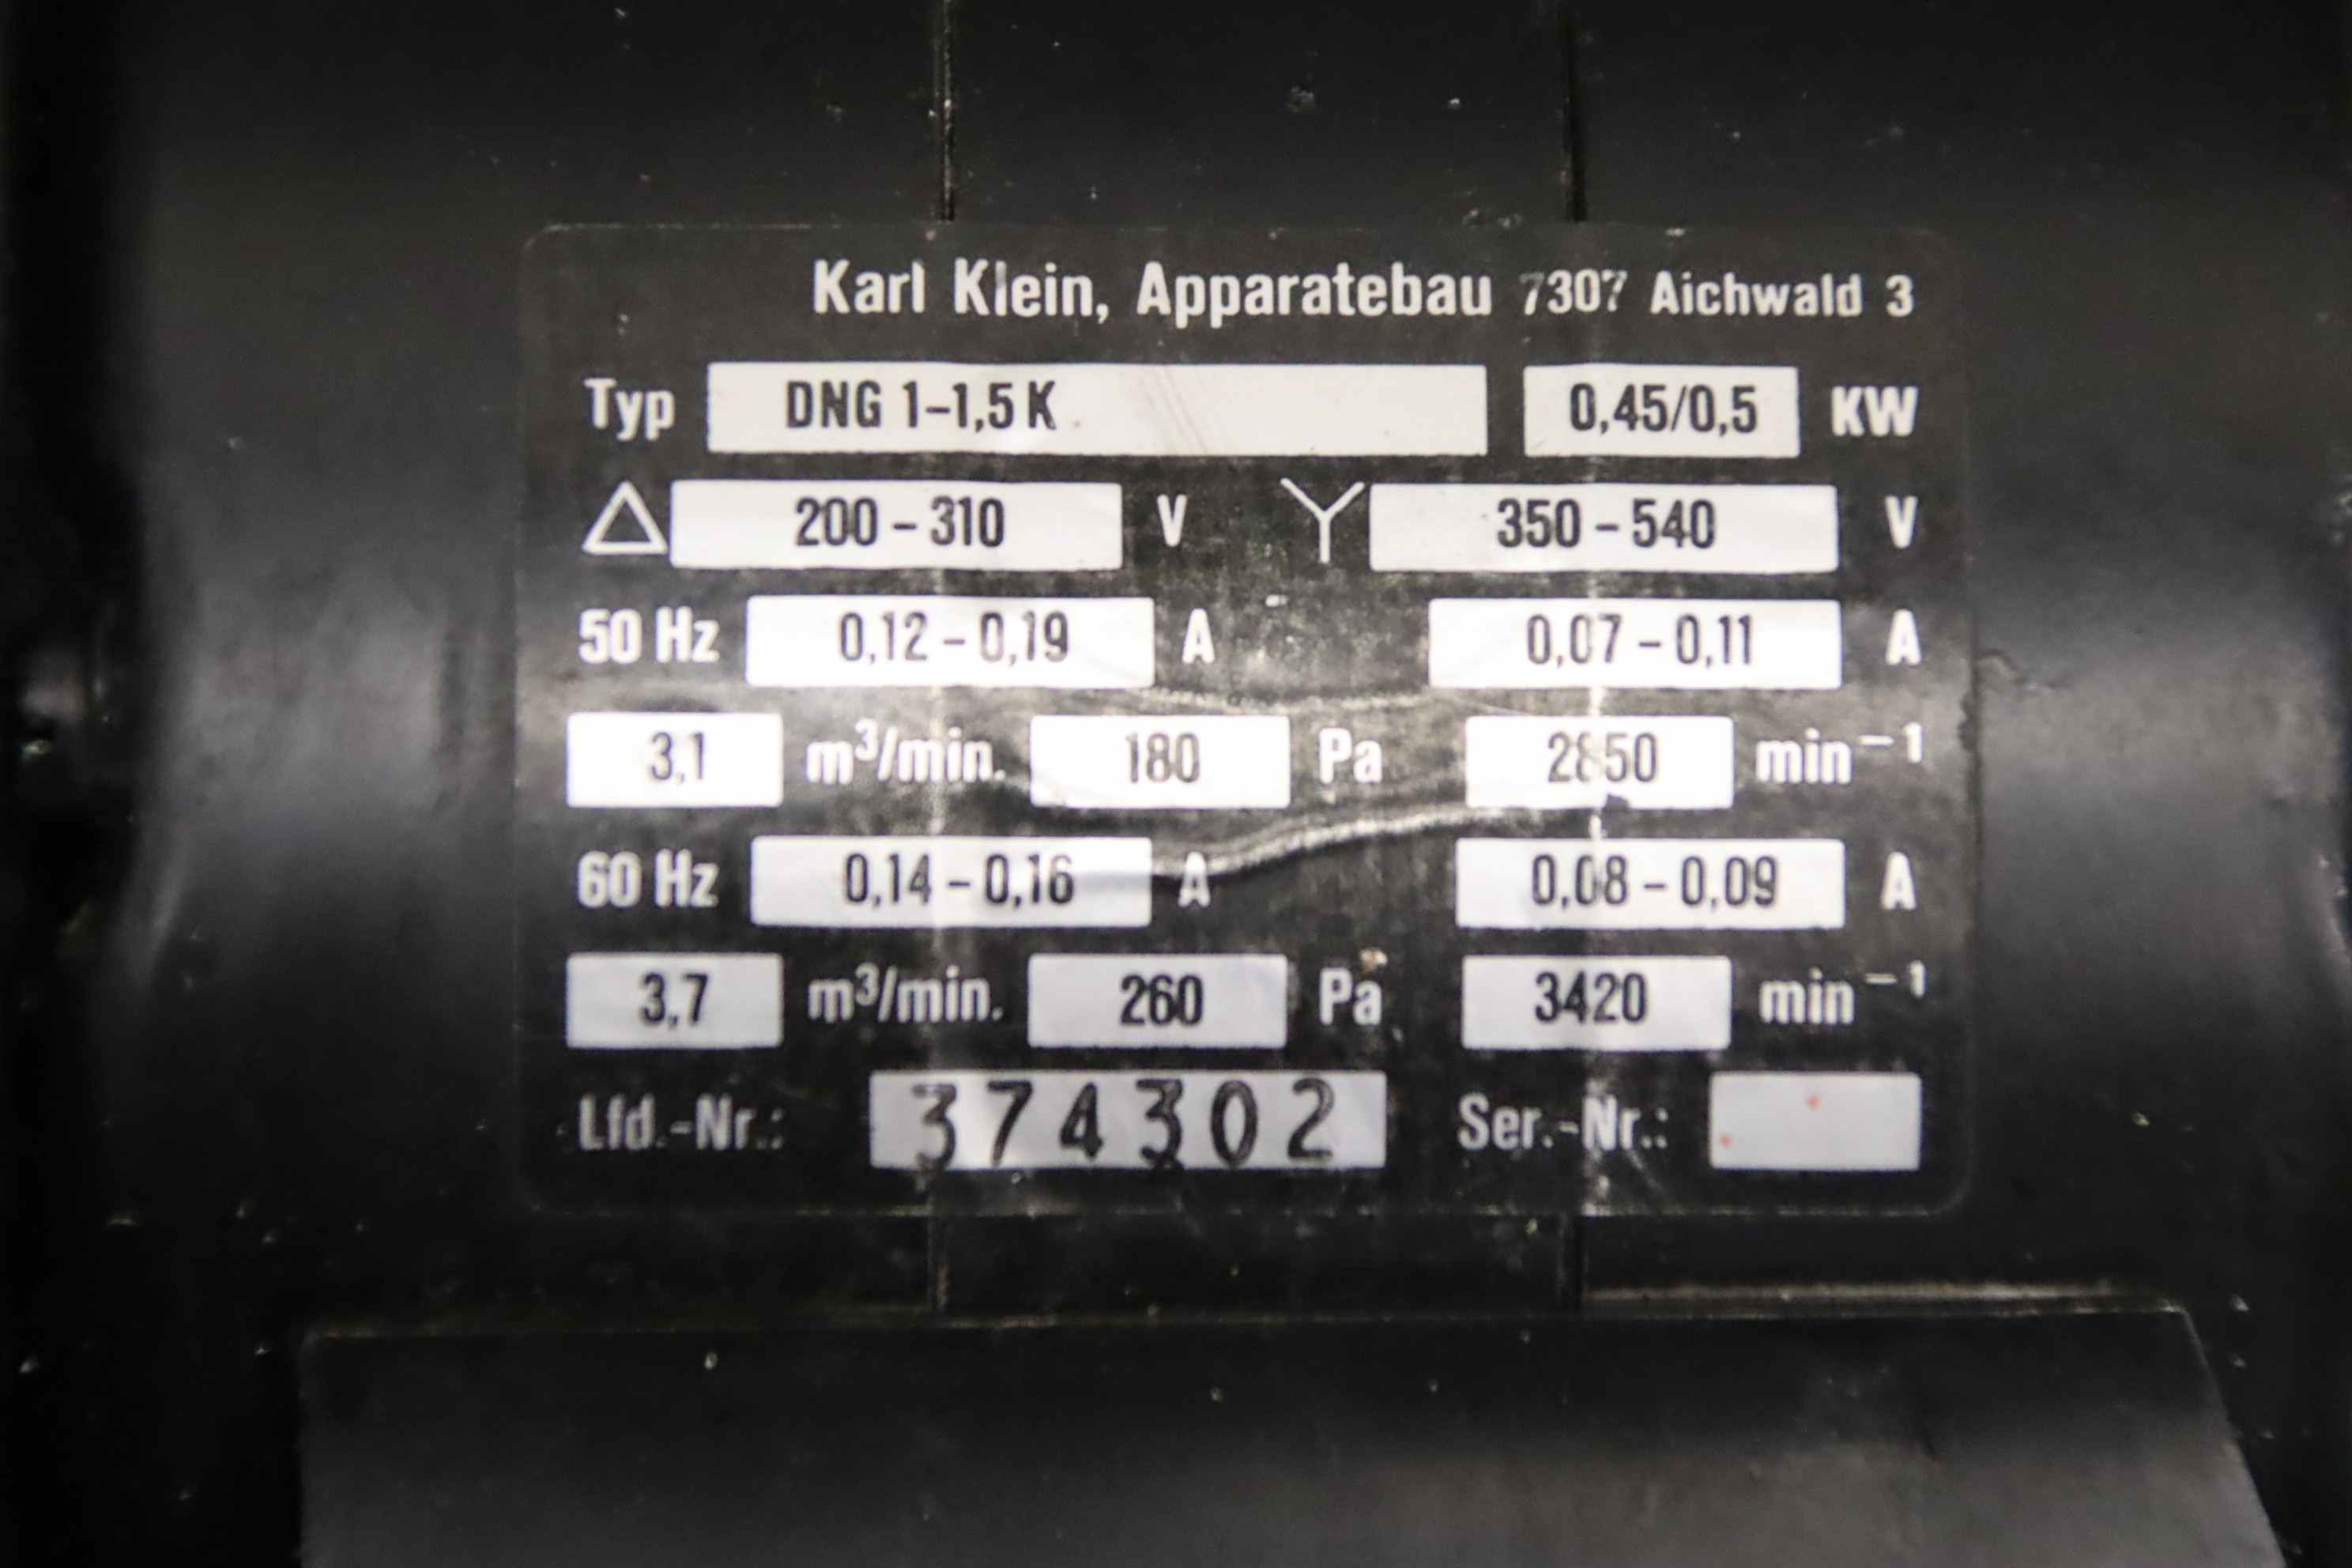 Karl Klein, Apparatebau 7307 Aichwald 3
Typ DNG 1-1,5 K 0,45/0,5 KW
△ 200 - 310 V Y 350 - 540 V
50 Hz 0,12 - 0,19 A 0,07 - 0,11 A
3,1 m³/min. 180 Pa 2850 min⁻¹
60 Hz 0,14 - 0,16 A 0,08 - 0,09 A
3,7 m³/min. 260 Pa 3420 min⁻¹
Lfd.-Nr.: 374302 Ser.-Nr.: